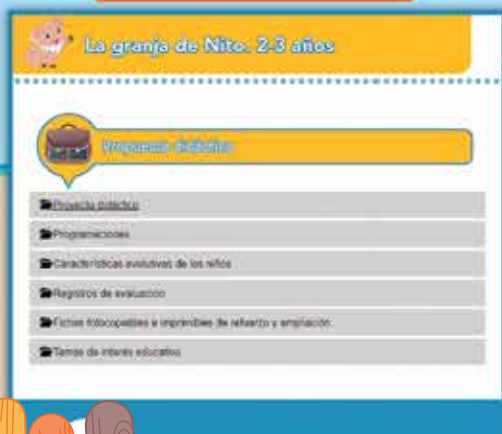 La granja de Nito. 2-3 años
Propuesta didáctica
Proyecto didáctico
Programaciones
Características evolutivas de los niños
Registros de evaluación
Fichas fotocopiables e imprimibles de refuerzo y ampliación
Temas de interés educativo